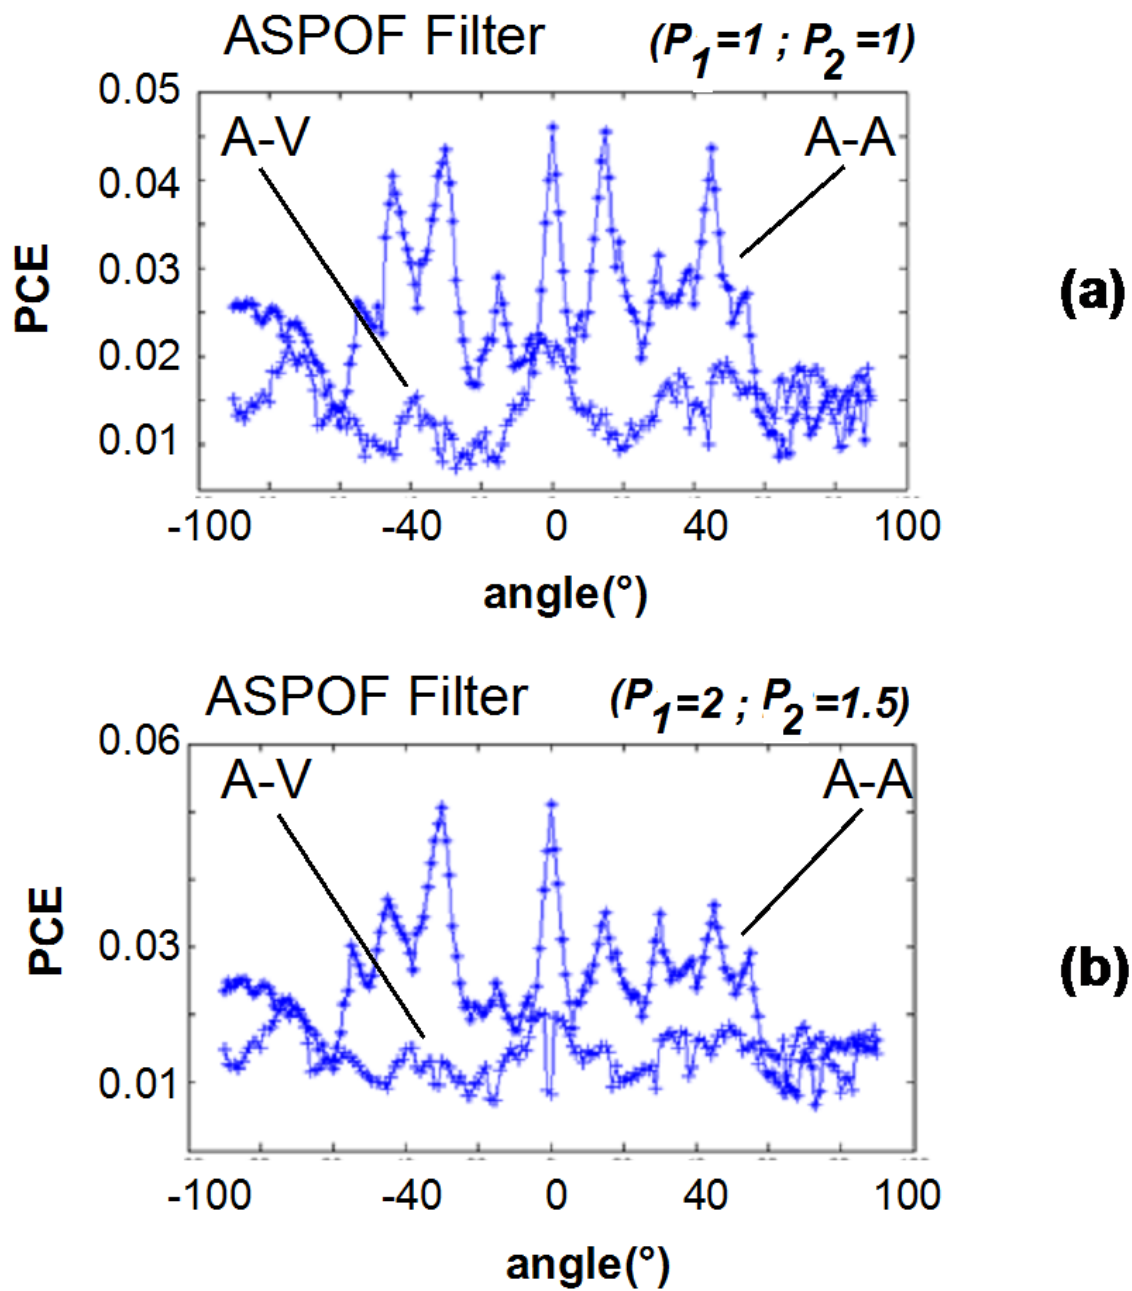 ASPOF Filter (P1=1 ; P2=1)
0.05
A-V A-A
0.04
0.03
PCE
(a)
0.02
0.01
-100 -40 0 40 100
angle(°)
ASPOF Filter (P1=2 ; P2=1.5)
0.06
A-V A-A
0.03
PCE
(b)
0.01
-100 -40 0 40 100
angle(°)